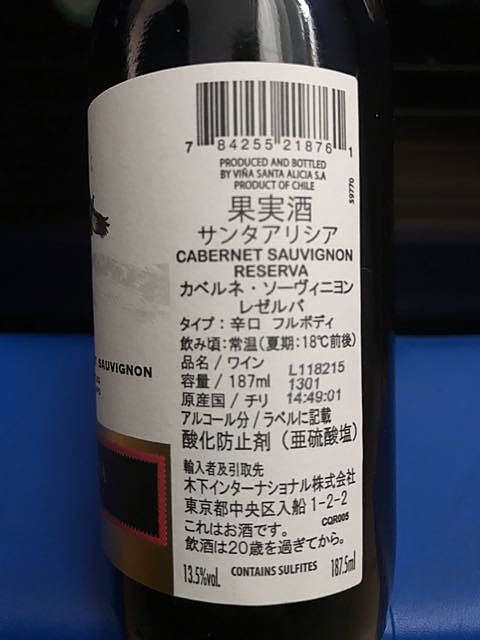 7 84255 21876 1
PRODUCED AND BOTTLED
BY VIÑA SANTA ALICIA S.A
PRODUCT OF CHILE
59770
果実酒
サンタアリシア
CABERNET SAUVIGNON
RESERVA
カベルネ・ソーヴィニヨン
レゼルバ
タイプ：辛口 フルボディ
飲み頃：常温（夏期：18℃前後）
品名 / ワイン
容量 / 187ml
原産国 / チリ
L118215
1301
14:49:01
アルコール分 / ラベルに記載
酸化防止剤（亜硫酸塩）
輸入者及引取先
木下インターナショナル株式会社
東京都中央区入船 1-2-2
CQR005
これはお酒です。
飲酒は20歳を過ぎてから。
13.5%vol. CONTAINS SULFITES 187.5ml
SAUVIGNON